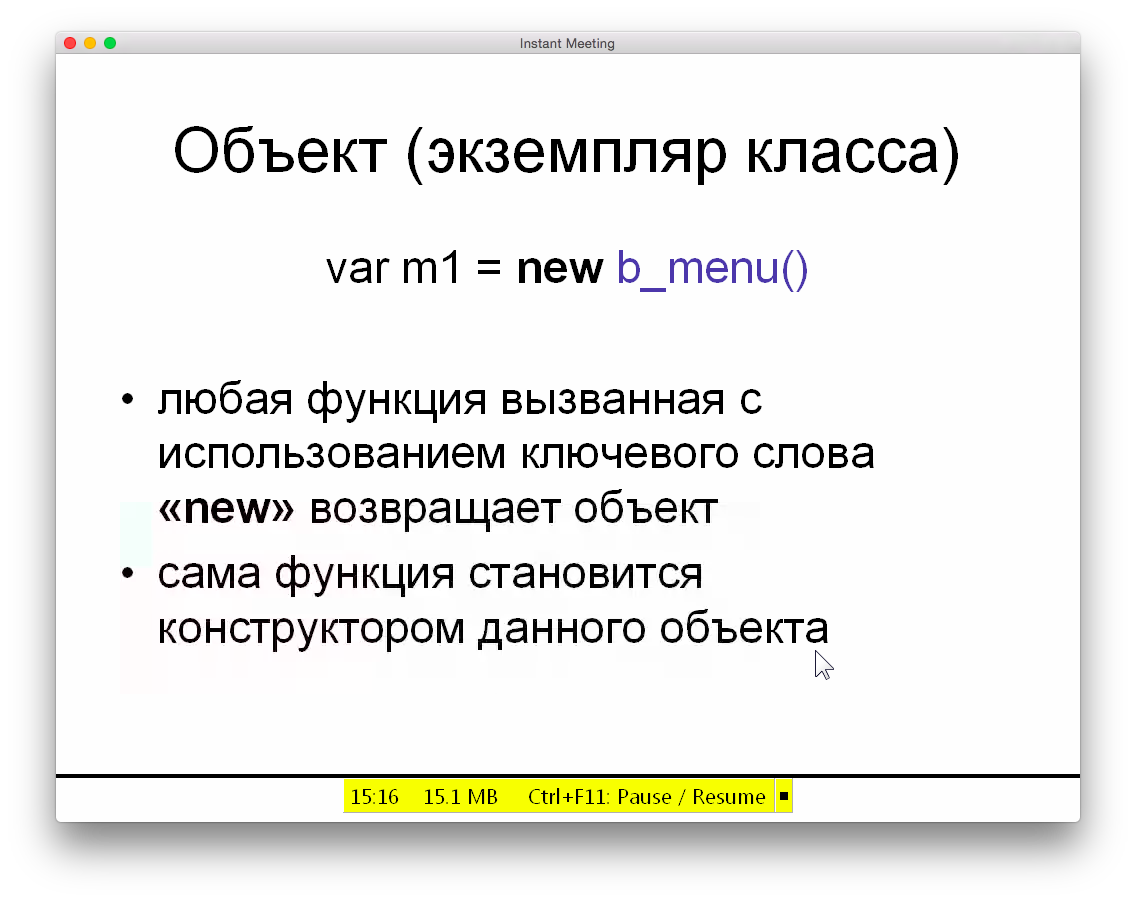 Instant Meeting
Объект (экземпляр класса)
var m1 = new b_menu()
• любая функция вызванная с
использованием ключевого слова
«new» возвращает объект
• сама функция становится
конструктором данного объекта
15:16 15.1 MB Ctrl+F11: Pause / Resume